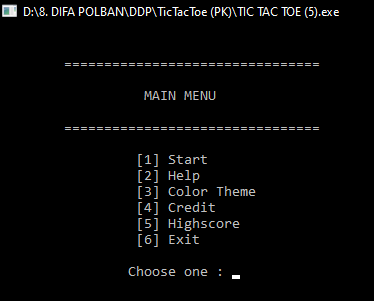 D:\8. DIFA POLBAN\DDP\TicTacToe (PK)\TIC TAC TOE (5).exe
================================
MAIN MENU
================================
[1] Start
[2] Help
[3] Color Theme
[4] Credit
[5] Highscore
[6] Exit
Choose one : _